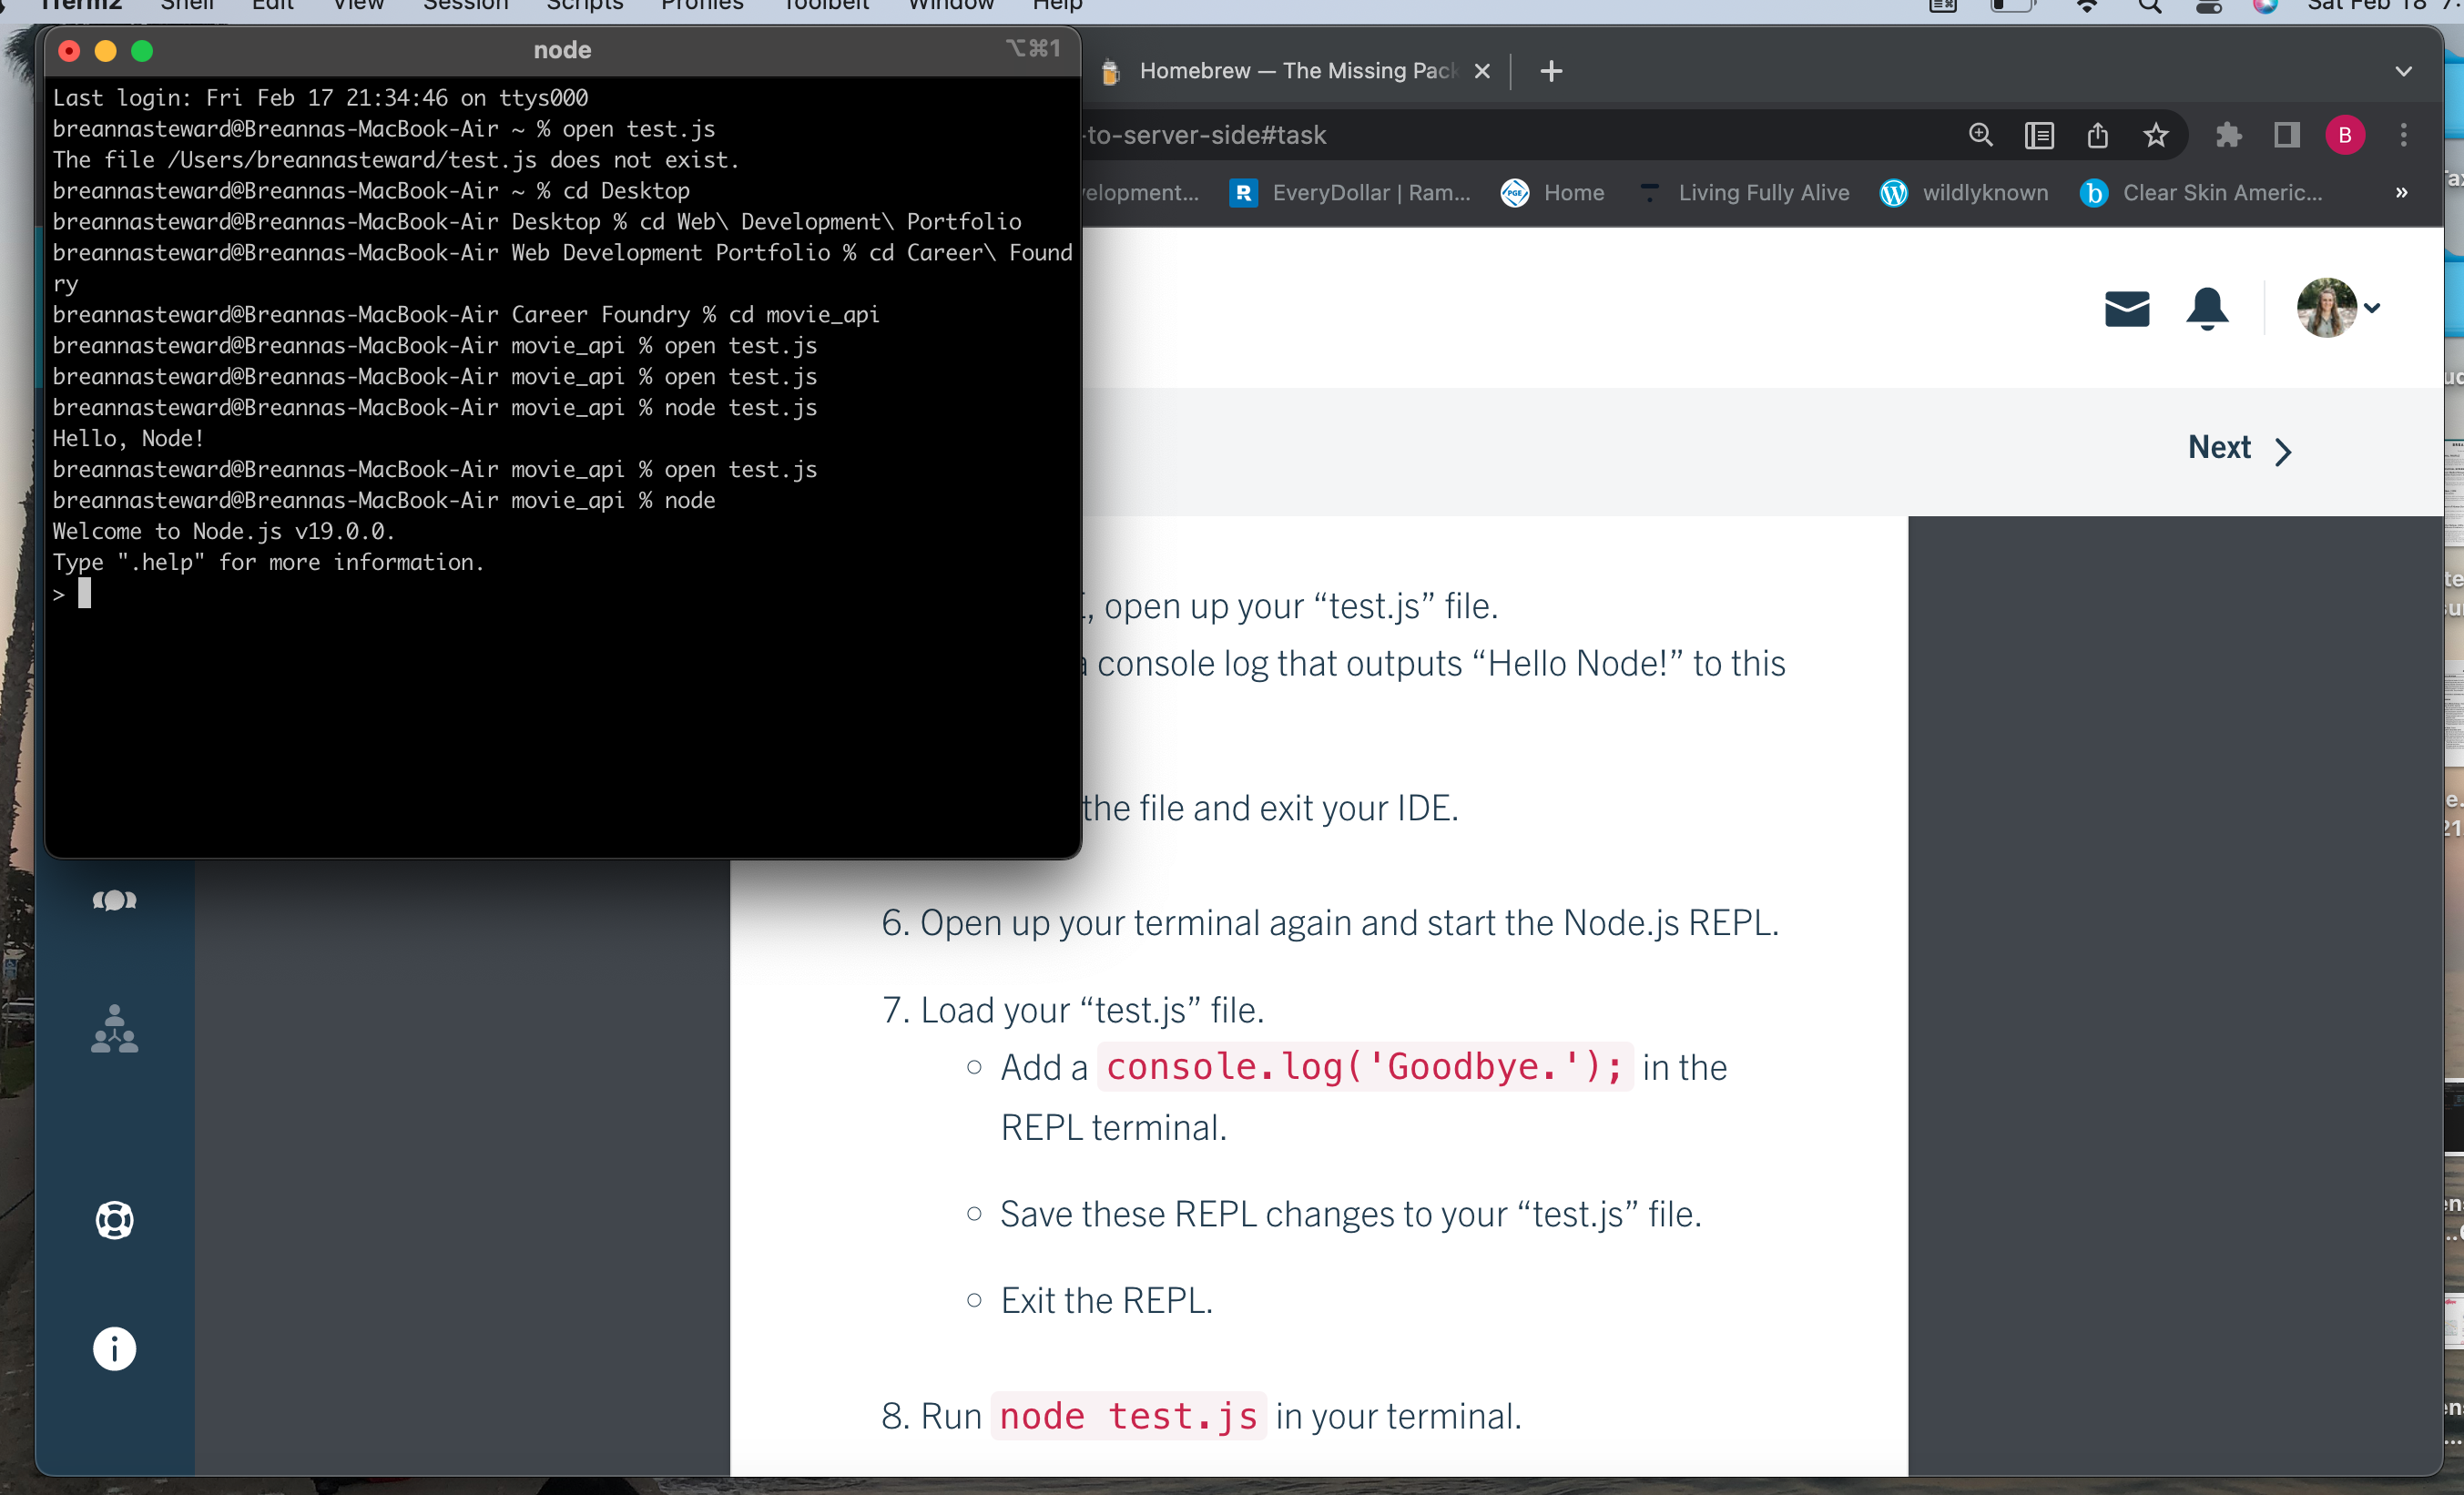 iTerm2 Shell Edit View Session Scripts Profiles Toolbelt Window Help Sat Feb 18 7:
node ⌥⌘1
Homebrew — The Missing Pack
-to-server-side#task
B
velopment... R EveryDollar | Ram... PGE Home Living Fully Alive wildlyknown b Clear Skin Americ... »
Last login: Fri Feb 17 21:34:46 on ttys000
breannasteward@Breannas-MacBook-Air ~ % open test.js
The file /Users/breannasteward/test.js does not exist.
breannasteward@Breannas-MacBook-Air ~ % cd Desktop
breannasteward@Breannas-MacBook-Air Desktop % cd Web\ Development\ Portfolio
breannasteward@Breannas-MacBook-Air Web Development Portfolio % cd Career\ Found
ry
breannasteward@Breannas-MacBook-Air Career Foundry % cd movie_api
breannasteward@Breannas-MacBook-Air movie_api % open test.js
breannasteward@Breannas-MacBook-Air movie_api % open test.js
breannasteward@Breannas-MacBook-Air movie_api % node test.js
Hello, Node!
breannasteward@Breannas-MacBook-Air movie_api % open test.js
breannasteward@Breannas-MacBook-Air movie_api % node
Welcome to Node.js v19.0.0.
Type ".help" for more information.
>
Next
, open up your “test.js” file.
a console log that outputs “Hello Node!” to this
the file and exit your IDE.
6. Open up your terminal again and start the Node.js REPL.
7. Load your “test.js” file.
Add a console.log('Goodbye.'); in the
REPL terminal.
Save these REPL changes to your “test.js” file.
Exit the REPL.
8. Run node test.js in your terminal.